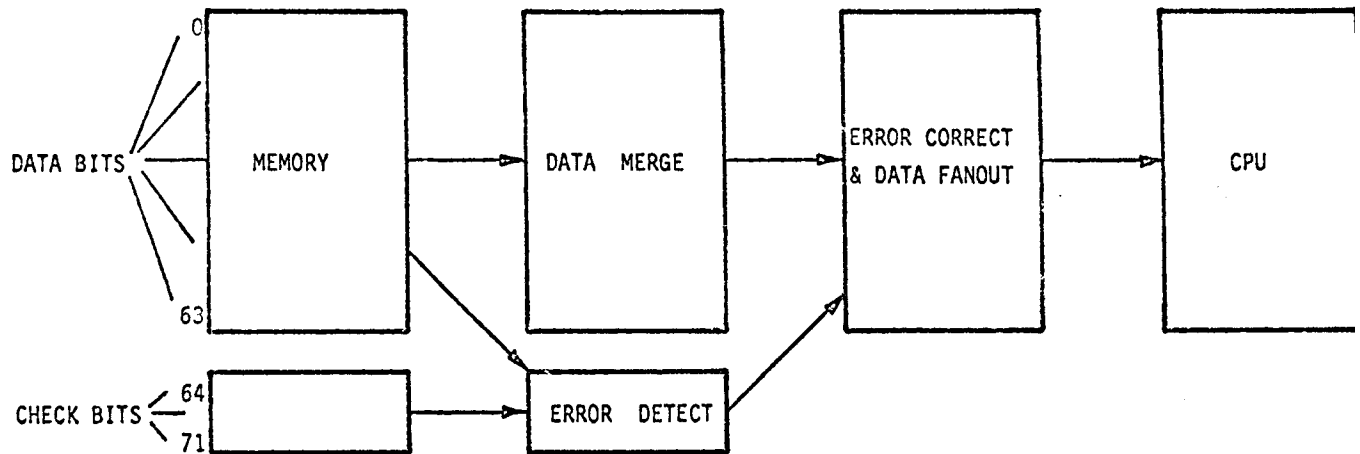 0
DATA BITS
MEMORY
DATA MERGE
ERROR CORRECT
& DATA FANOUT
CPU
63
64
CHECK BITS
ERROR DETECT
71